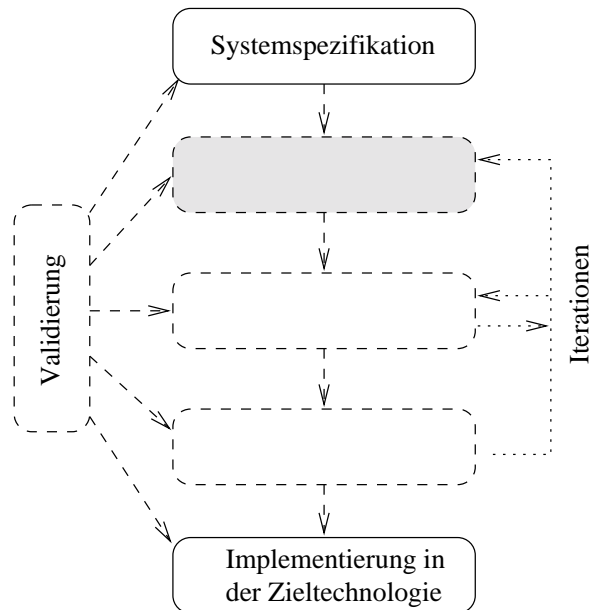 Systemspezifikation
Validierung
Iterationen
Implementierung in
der Zieltechnologie